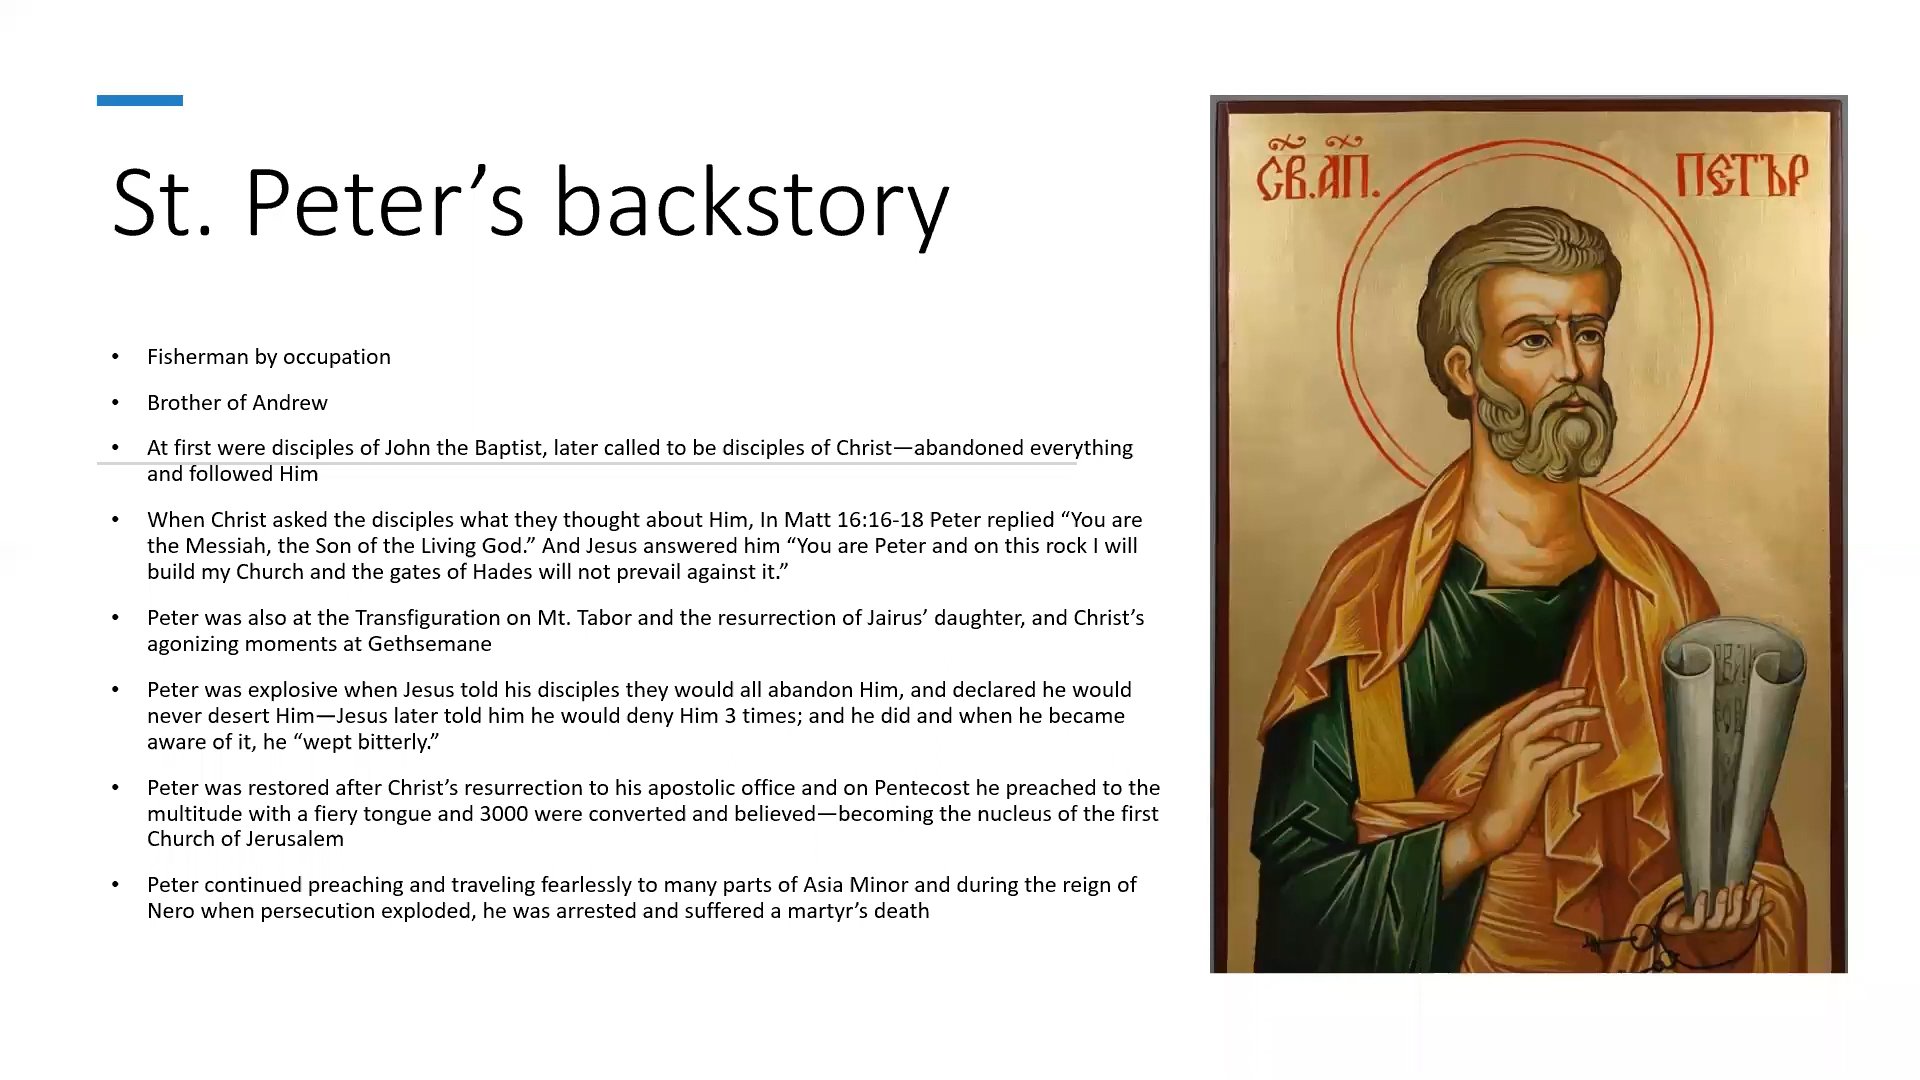 St. Peter’s backstory
• Fisherman by occupation
• Brother of Andrew
• At first were disciples of John the Baptist, later called to be disciples of Christ—abandoned everything
and followed Him
• When Christ asked the disciples what they thought about Him, In Matt 16:16-18 Peter replied “You are
the Messiah, the Son of the Living God.” And Jesus answered him “You are Peter and on this rock I will
build my Church and the gates of Hades will not prevail against it.”
• Peter was also at the Transfiguration on Mt. Tabor and the resurrection of Jairus’ daughter, and Christ’s
agonizing moments at Gethsemane
• Peter was explosive when Jesus told his disciples they would all abandon Him, and declared he would
never desert Him—Jesus later told him he would deny Him 3 times; and he did and when he became
aware of it, he “wept bitterly.”
• Peter was restored after Christ’s resurrection to his apostolic office and on Pentecost he preached to the
multitude with a fiery tongue and 3000 were converted and believed—becoming the nucleus of the first
Church of Jerusalem
• Peter continued preaching and traveling fearlessly to many parts of Asia Minor and during the reign of
Nero when persecution exploded, he was arrested and suffered a martyr’s death
СВ. АП. ПЕТЪР